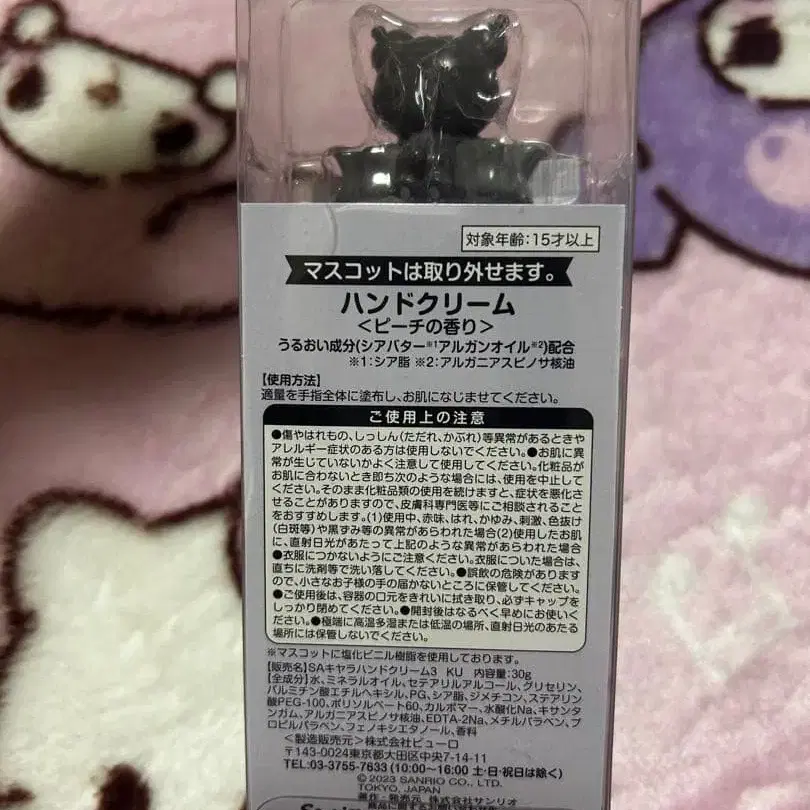 対象年齢:15才以上
マスコットは取り外せます。
ハンドクリーム
<ピーチの香り>
うるおい成分(シアバター※1アルガンオイル※2)配合
※1:シア脂 ※2:アルガニアスピノサ核油
【使用方法】
適量を手指全体に塗布し、お肌になじませてください。
ご使用上の注意
●傷やはれもの、しっしん(ただれ、かぶれ)等異常があるときや
アレルギー症状のある方は使用しないでください。●お肌に異
常が生じていないかよく注意して使用してください。化粧品が
お肌に合わないとき即ち次のような場合には、使用を中止して
ください。そのまま化粧品類の使用を続けますと、症状を悪化さ
せることがありますので、皮膚科専門医等にご相談されること
をおすすめします。(1)使用中、赤味、はれ、かゆみ、刺激、色抜け
(白斑等)や黒ずみ等の異常があらわれた場合(2)使用したお肌
に、直射日光があたって上記のような異常があらわれた場合
●衣服につかないようにご注意ください。衣服についた場合は、
直ちに洗剤等で洗い落してください。●誤飲の危険があります
ので、小さなお子様の手の届かないところに保管してください。
●ご使用後は、容器の口元をきれいに拭き取り、必ずキャップを
しっかり閉めてください。●開封後はなるべく早めにお使いくだ
さい。●極端に高温多湿または低温の場所、直射日光のあたる
場所には保管しないでください。
※マスコットに塩化ビニル樹脂を使用しております。
【販売名】SAキャラハンドクリーム3 KU 内容量:30g
【全成分】水、ミネラルオイル、セテアリルアルコール、グリセリン、
パルミチン酸エチルヘキシル、PG、シア脂、ジメチコン、ステアリン
酸PEG-100、ポリソルベート60、カルボマー、水酸化Na、キサンタ
ンガム、アルガニアスピノサ核油、EDTA-2Na、メチルパラベン、プ
ロピルパラベン、フェノキシエタノール、香料
<製造販売元>株式会社ビューロ
〒143-0024東京都大田区中央7-14-11
TEL:03-3755-7633 (10:00~16:00 土・日・祝日は除く)
© 2023 SANRIO CO., LTD.
TOKYO, JAPAN
発売元 株式会社サンリオ